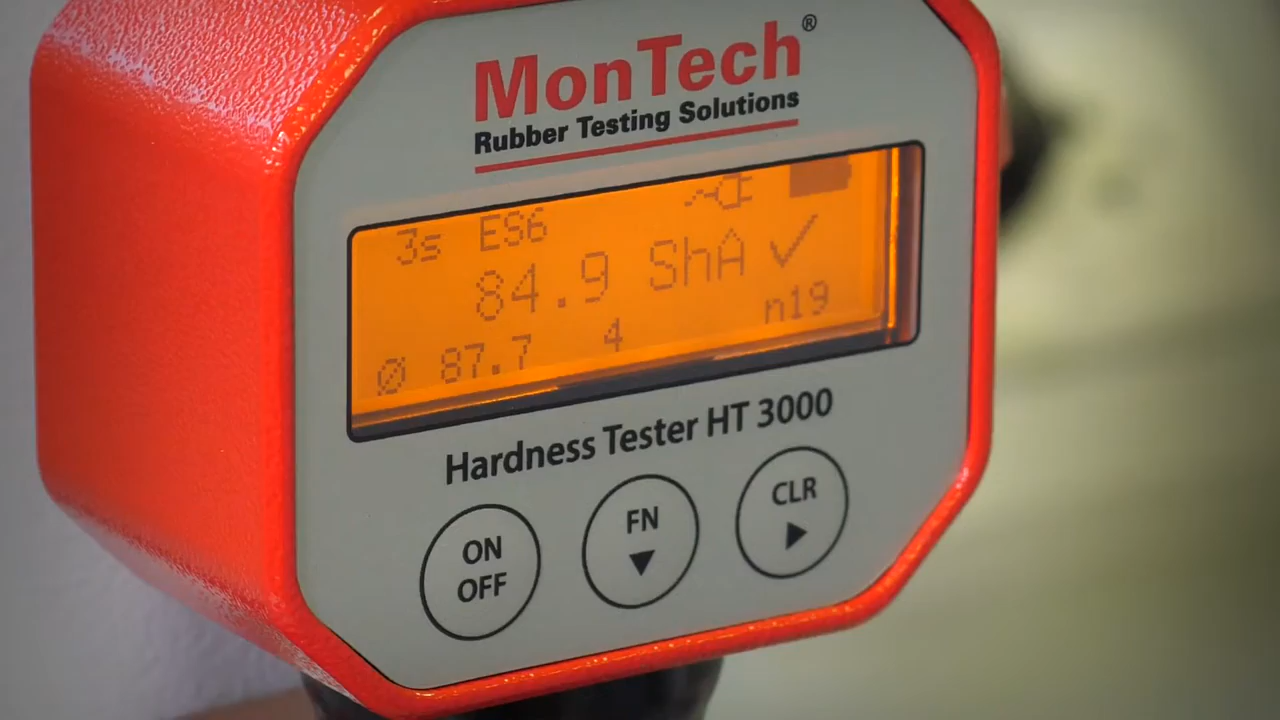 MonTech®
Rubber Testing Solutions
3s ES6
84.9 ShA ✓
n19
Ø 87.7 4
Hardness Tester HT 3000
ON
OFF
FN
▼
CLR
▶